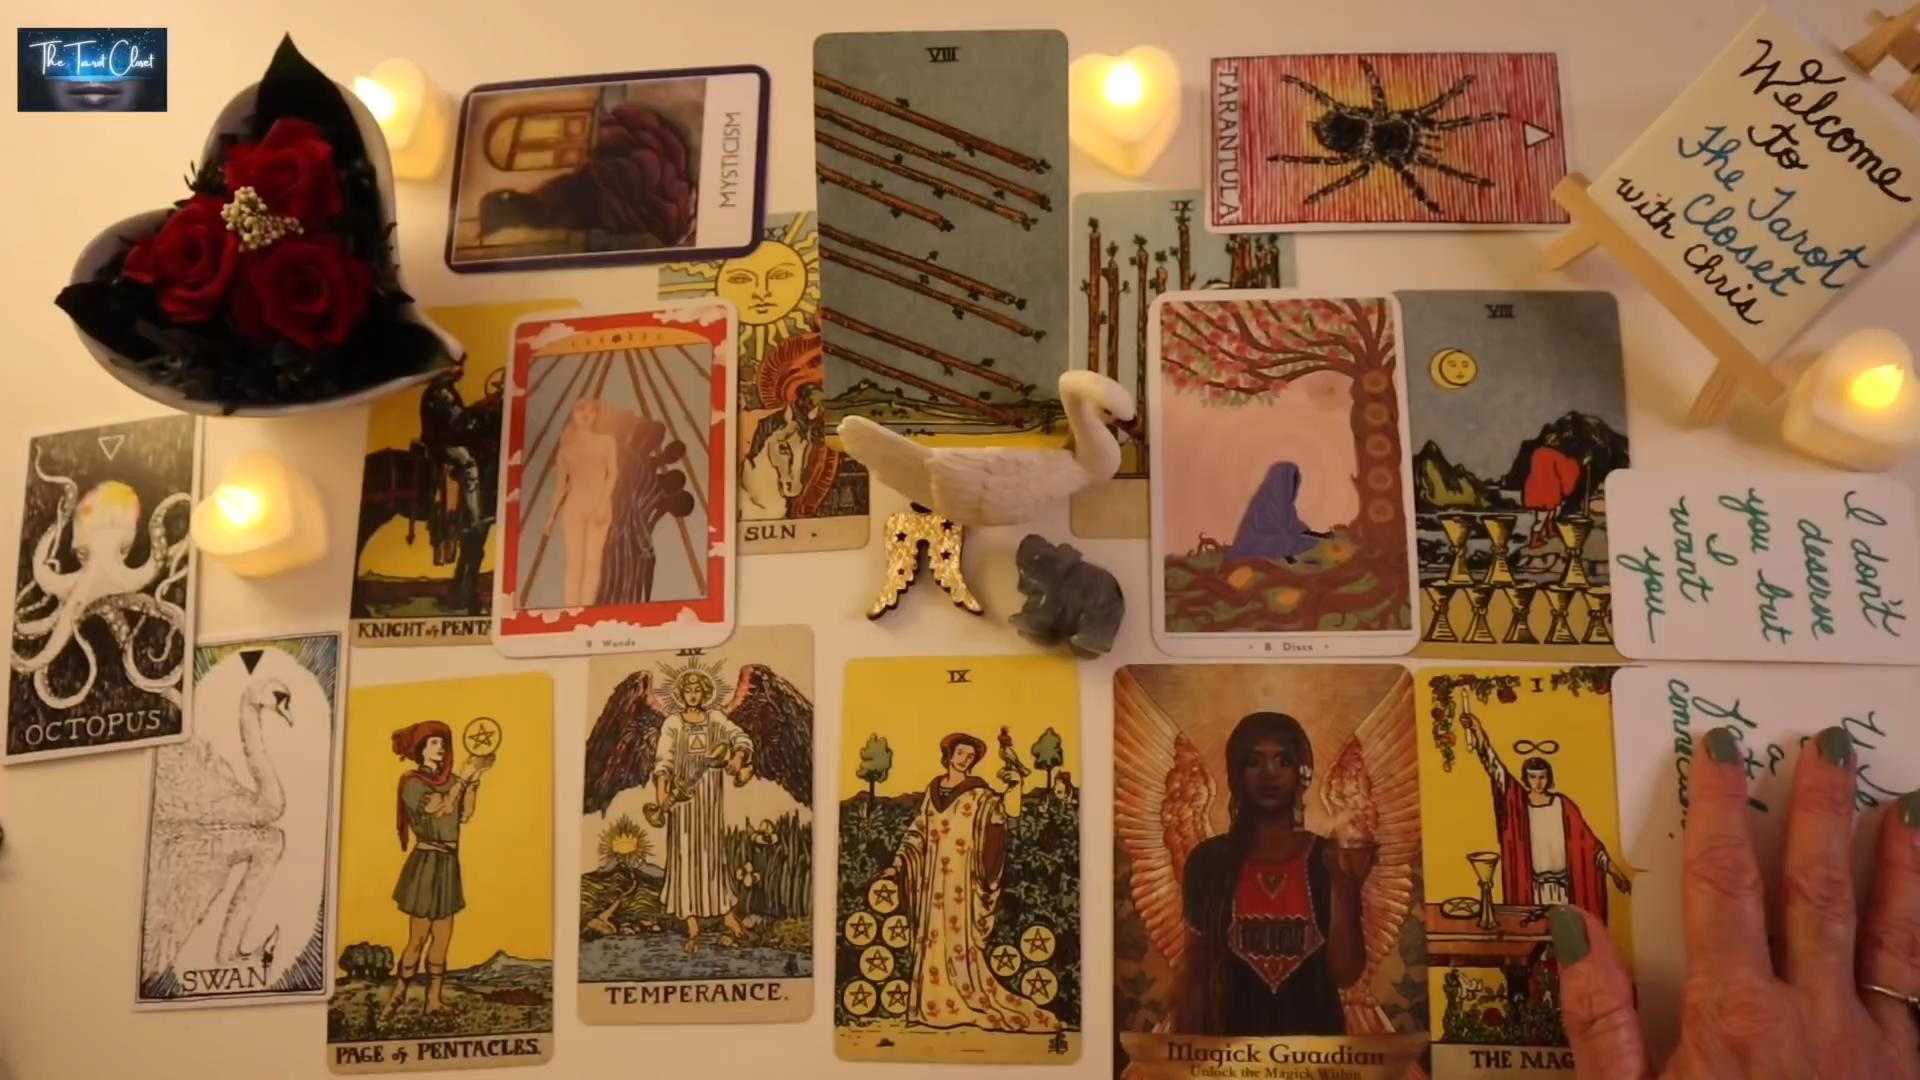 The Tarot Closet
MYSTICISM
VIII
TARANTULA
Welcome
to
The Tarot
Closet
with Chris
IX
VIII
SUN .
KNIGHT of PENTA
9 Wands
• 8 Discs •
I don't
deserve
you but
I
want
you
OCTOPUS
SWAN
PAGE of PENTACLES.
XIV
TEMPERANCE.
IX
Magick Guardian
Unlock the Magick Within
I
THE MAG
a